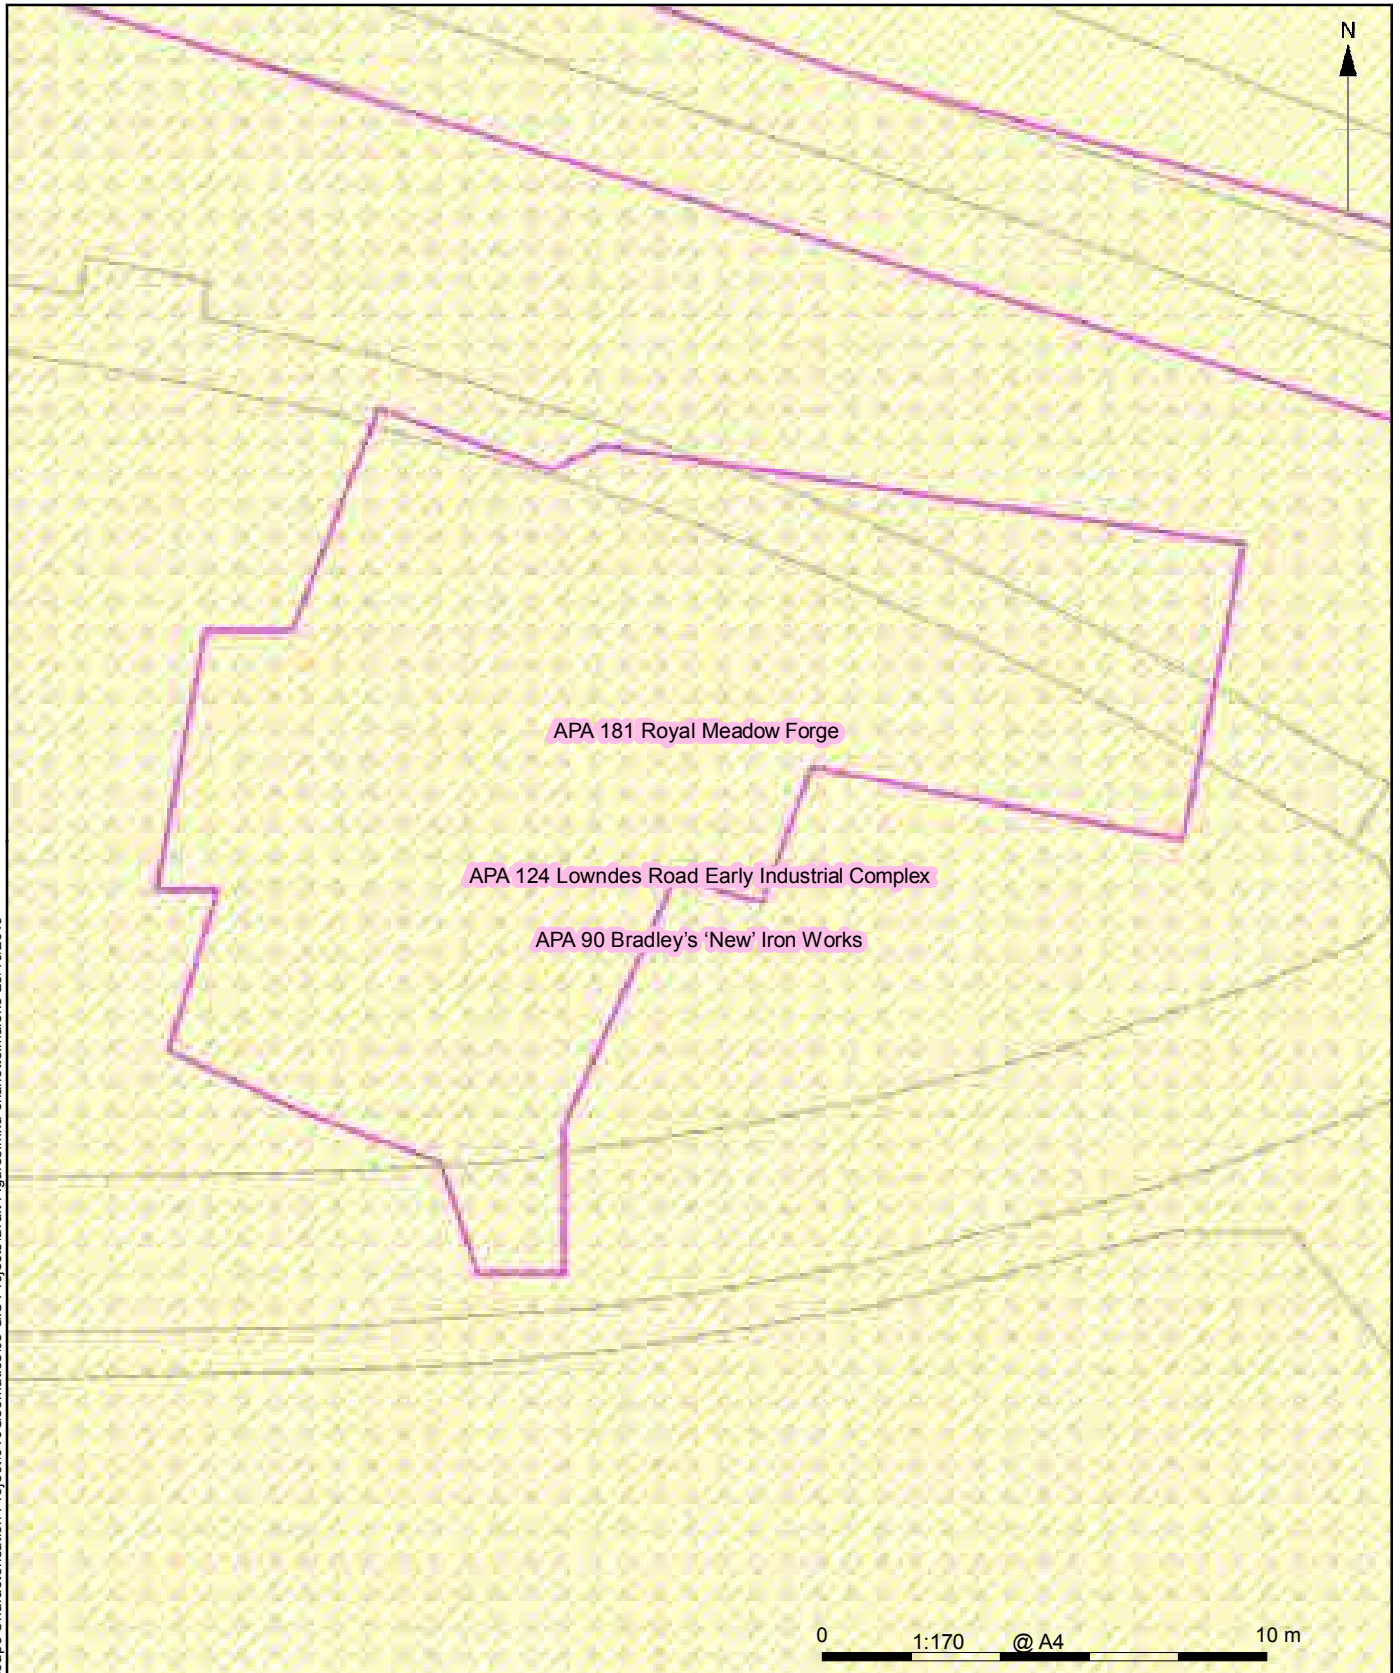 N
APA 181 Royal Meadow Forge
APA 124 Lowndes Road Early Industrial Complex
APA 90 Bradley's ‘New’ Iron Works
0 1:170 @ A4 10 m